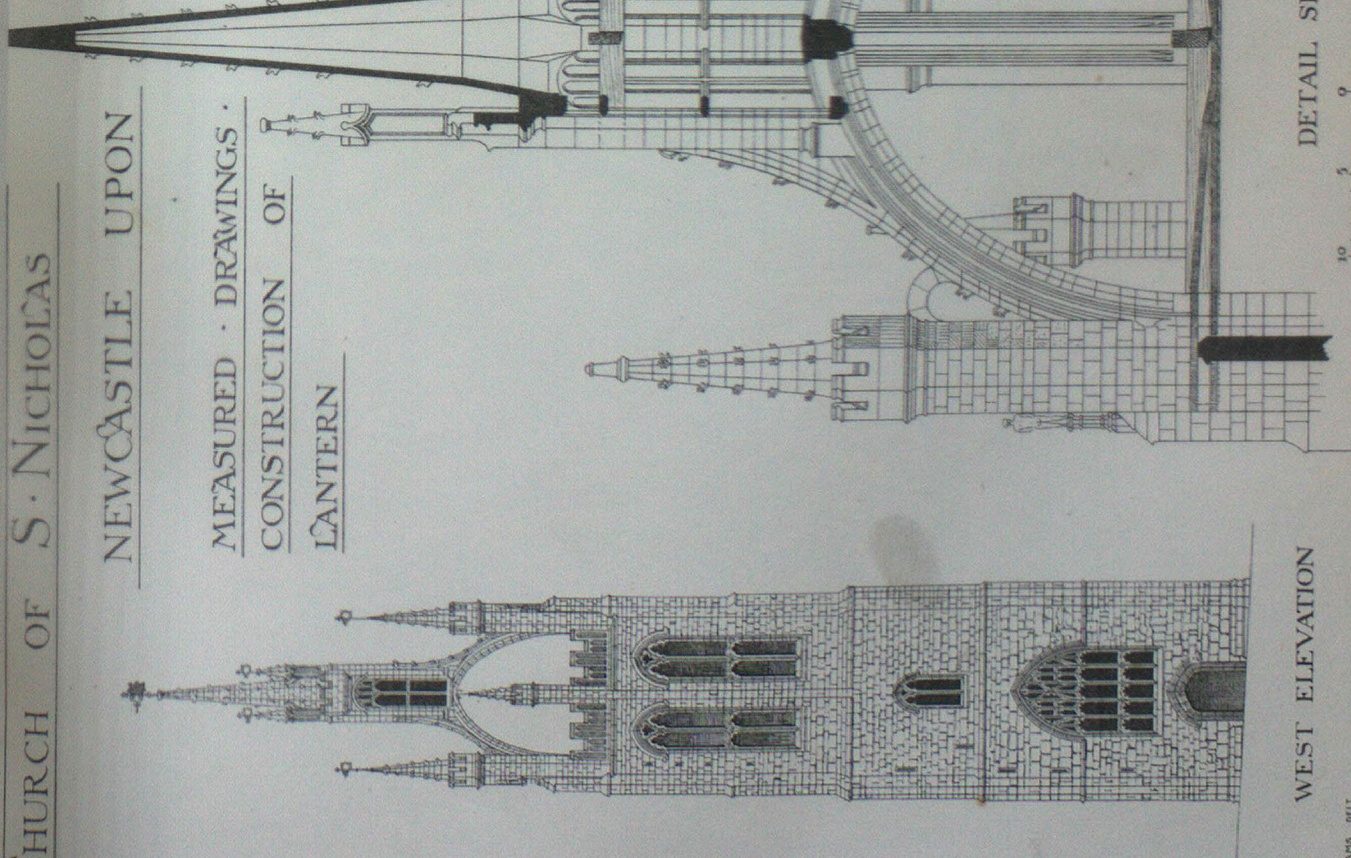 HURCH OF S · NICHOLAS
NEWCASTLE UPON
MEASURED · DRAWINGS ·
CONSTRUCTION OF
LANTERN
WEST ELEVATION
DETAIL
10 5 0